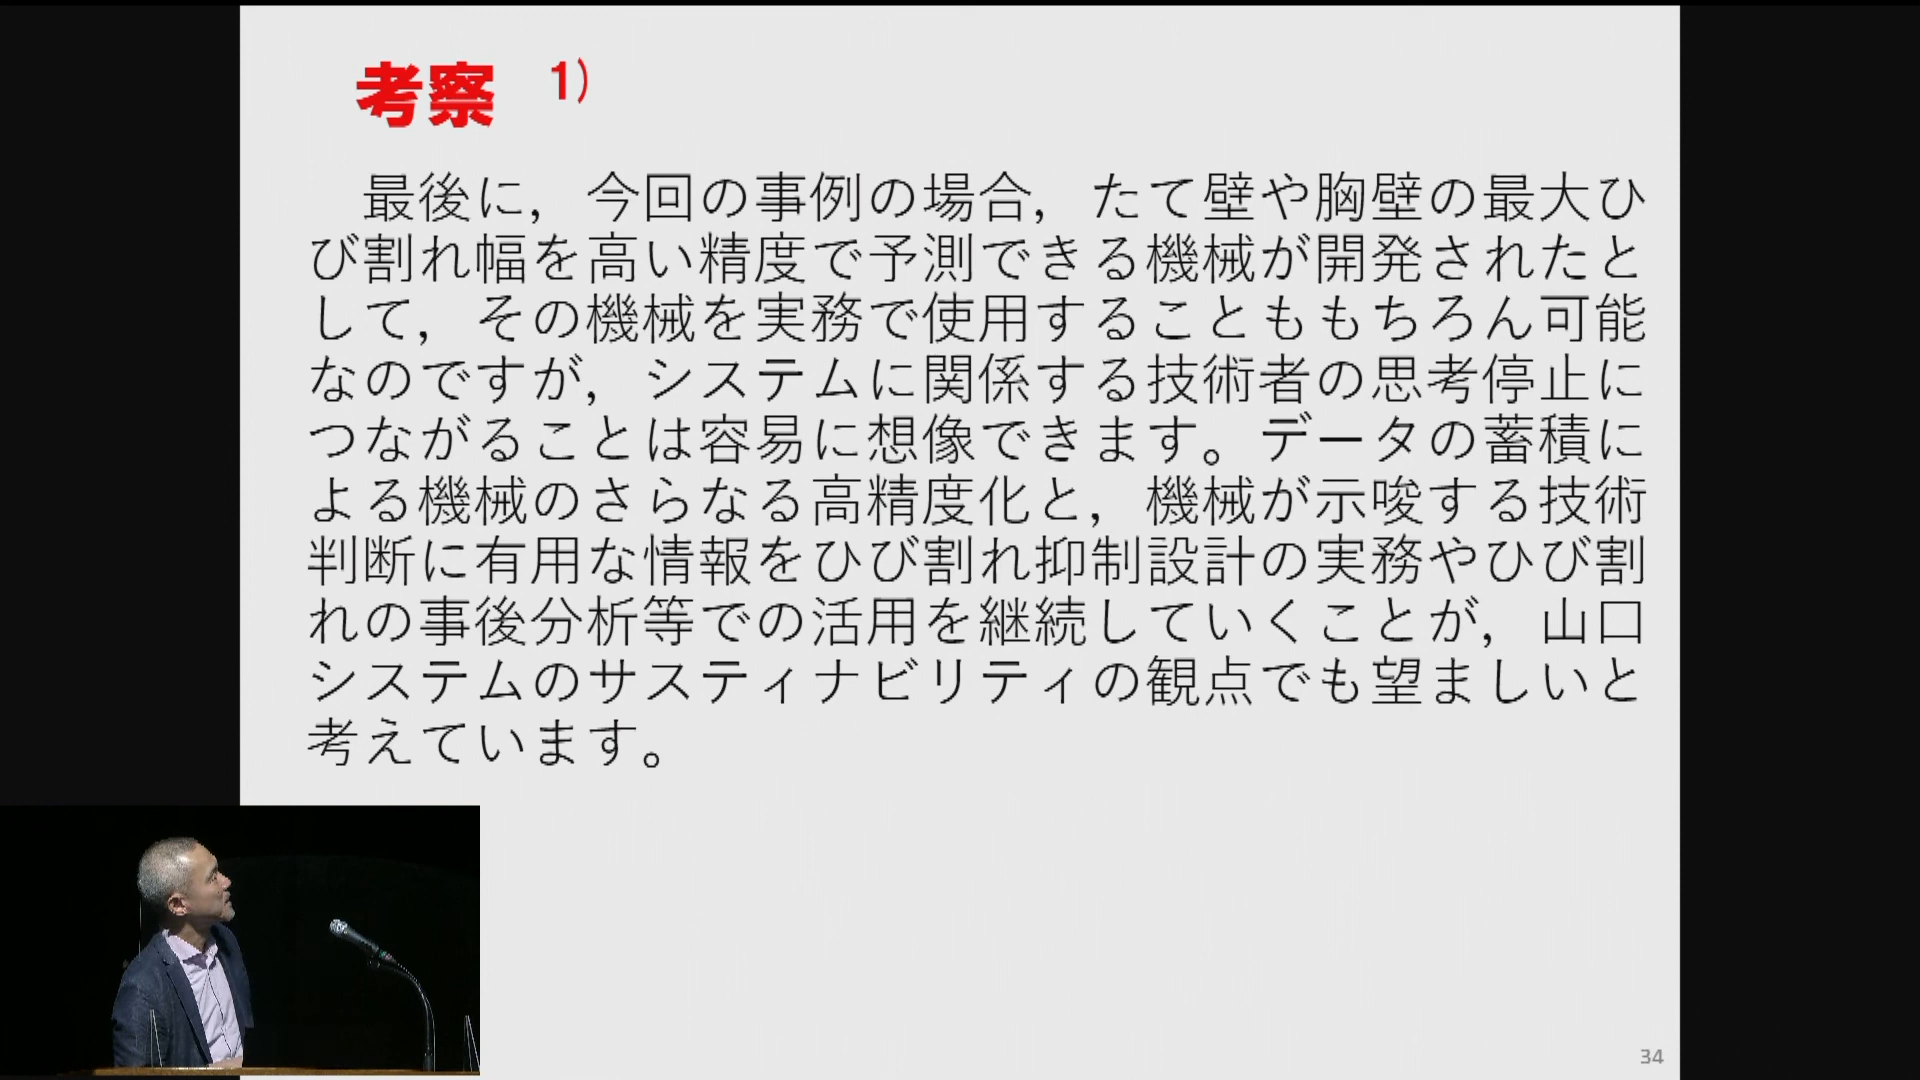 考察 1)
最後に，今回の事例の場合，たて壁や胸壁の最大ひ
び割れ幅を高い精度で予測できる機械が開発されたと
して，その機械を実務で使用することももちろん可能
なのですが，システムに関係する技術者の思考停止に
つながることは容易に想像できます。データの蓄積に
よる機械のさらなる高精度化と，機械が示唆する技術
判断に有用な情報をひび割れ抑制設計の実務やひび割
れの事後分析等での活用を継続していくことが，山口
システムのサスティナビリティの観点でも望ましいと
考えています。
34